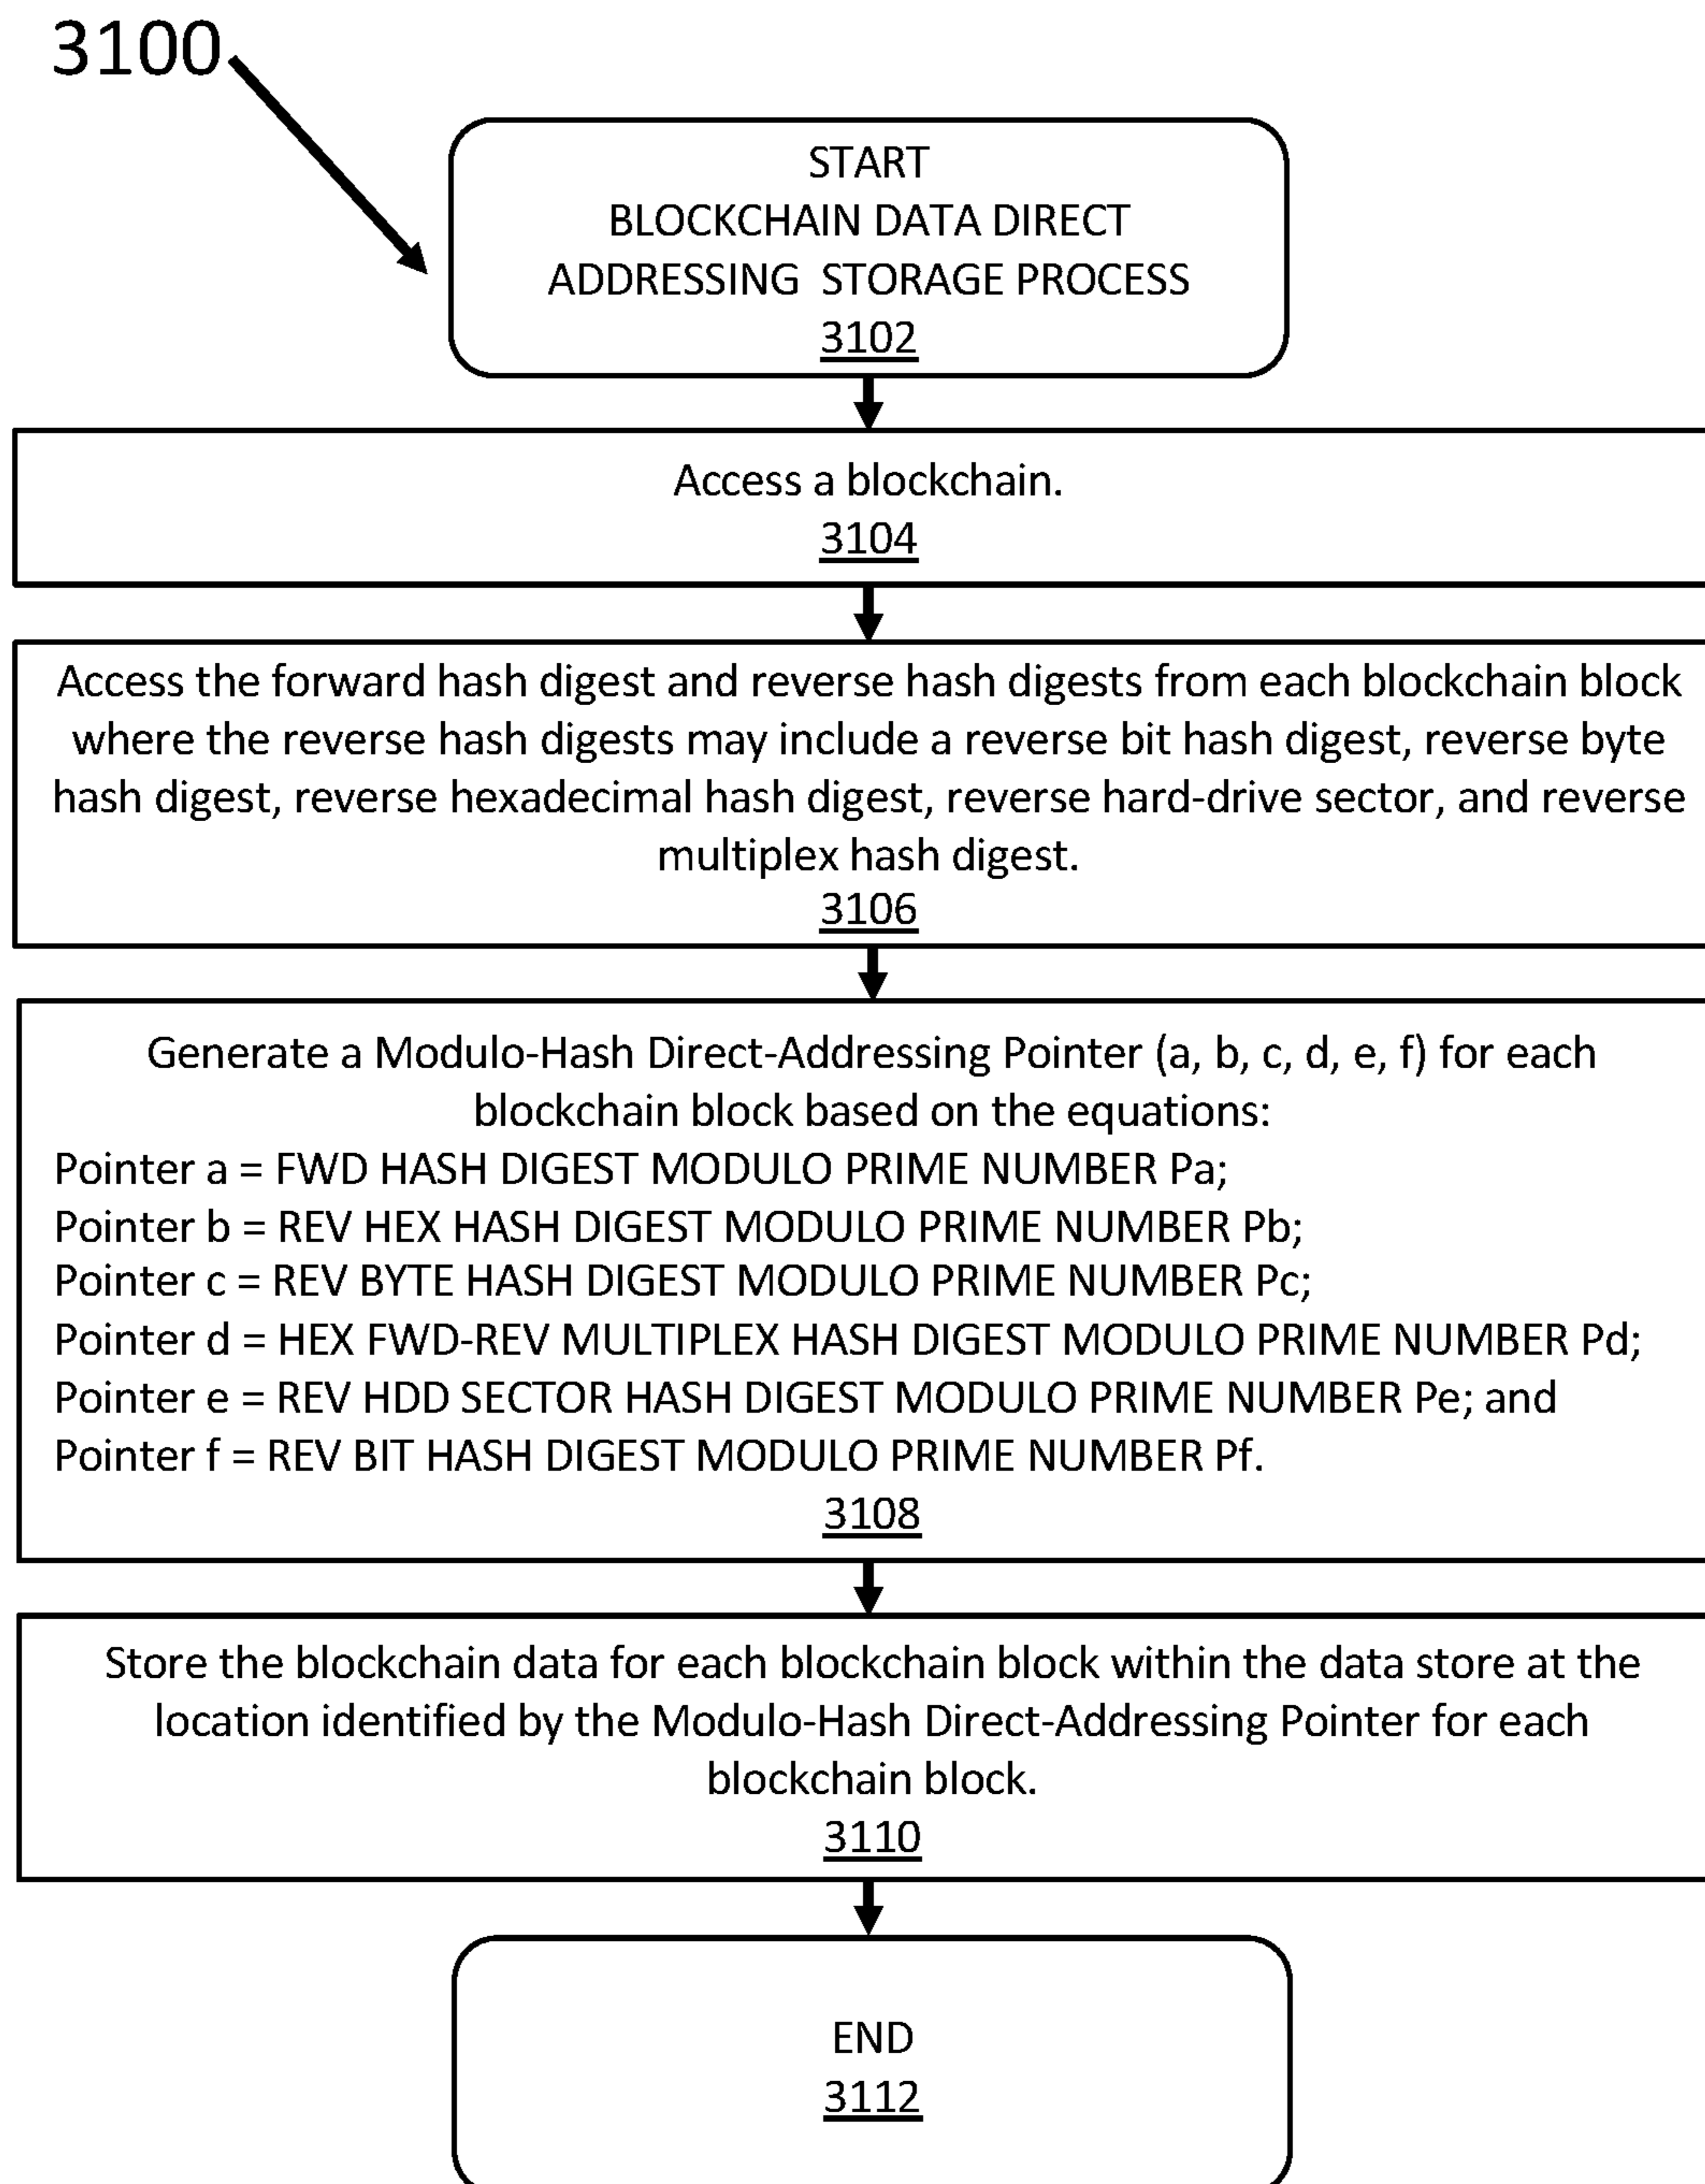 3100
START
BLOCKCHAIN DATA DIRECT
ADDRESSING STORAGE PROCESS
3102
Access a blockchain.
3104
Access the forward hash digest and reverse hash digests from each blockchain block
where the reverse hash digests may include a reverse bit hash digest, reverse byte
hash digest, reverse hexadecimal hash digest, reverse hard-drive sector, and reverse
multiplex hash digest.
3106
Generate a Modulo-Hash Direct-Addressing Pointer (a, b, c, d, e, f) for each
blockchain block based on the equations:
Pointer a = FWD HASH DIGEST MODULO PRIME NUMBER Pa;
Pointer b = REV HEX HASH DIGEST MODULO PRIME NUMBER Pb;
Pointer c = REV BYTE HASH DIGEST MODULO PRIME NUMBER Pc;
Pointer d = HEX FWD-REV MULTIPLEX HASH DIGEST MODULO PRIME NUMBER Pd;
Pointer e = REV HDD SECTOR HASH DIGEST MODULO PRIME NUMBER Pe; and
Pointer f = REV BIT HASH DIGEST MODULO PRIME NUMBER Pf.
3108
Store the blockchain data for each blockchain block within the data store at the
location identified by the Modulo-Hash Direct-Addressing Pointer for each
blockchain block.
3110
END
3112